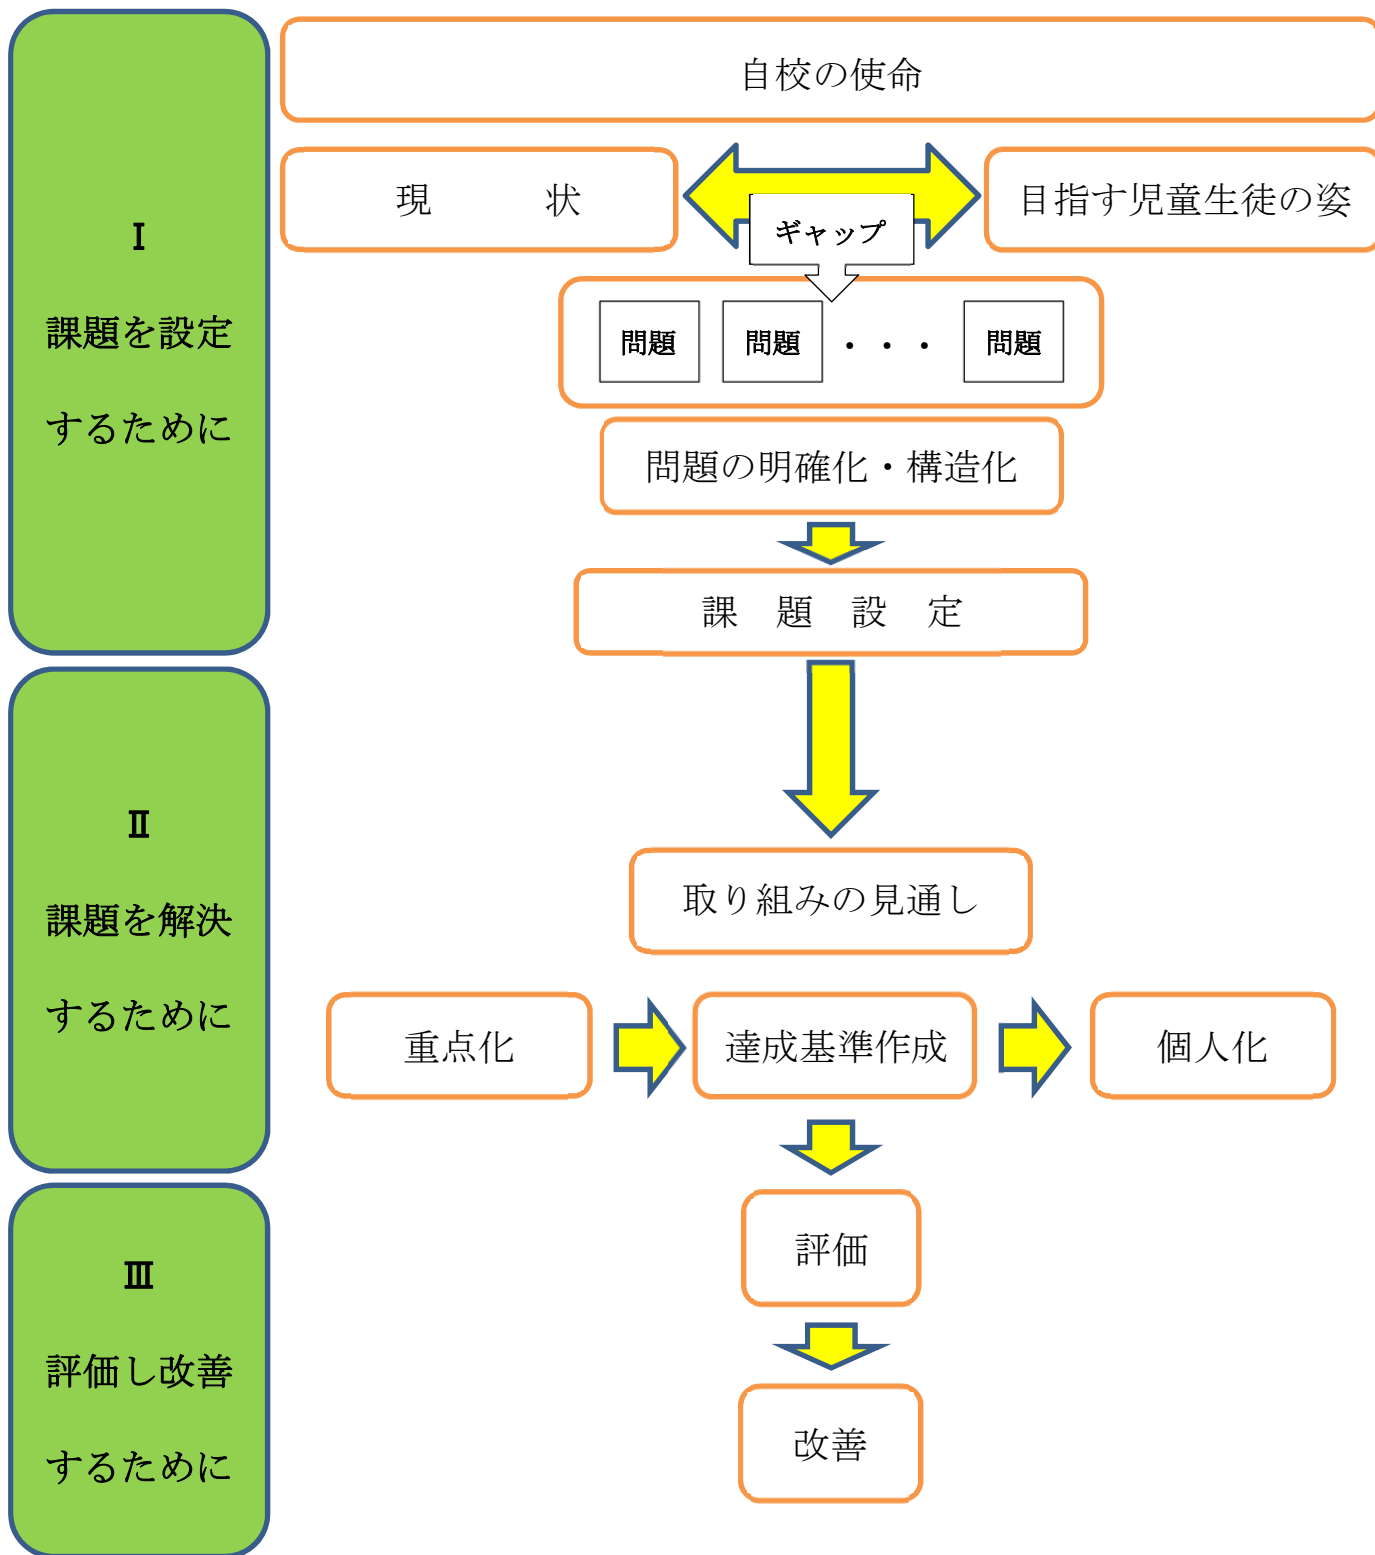 Ⅰ
課題を設定
するために
自校の使命
現　　　状
目指す児童生徒の姿
ギャップ
問題
問題
・・・
問題
問題の明確化・構造化
課　題　設　定
Ⅱ
課題を解決
するために
取り組みの見通し
重点化
達成基準作成
個人化
Ⅲ
評価し改善
するために
評価
改善